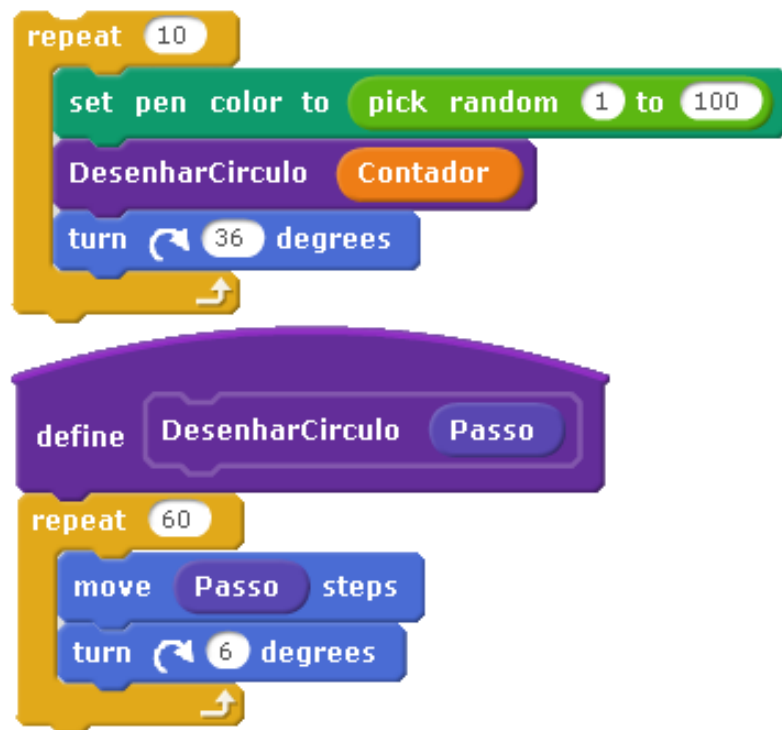 repeat 10
set pen color to pick random 1 to 100
DesenharCirculo Contador
turn 36 degrees
define DesenharCirculo Passo
repeat 60
move Passo steps
turn 6 degrees